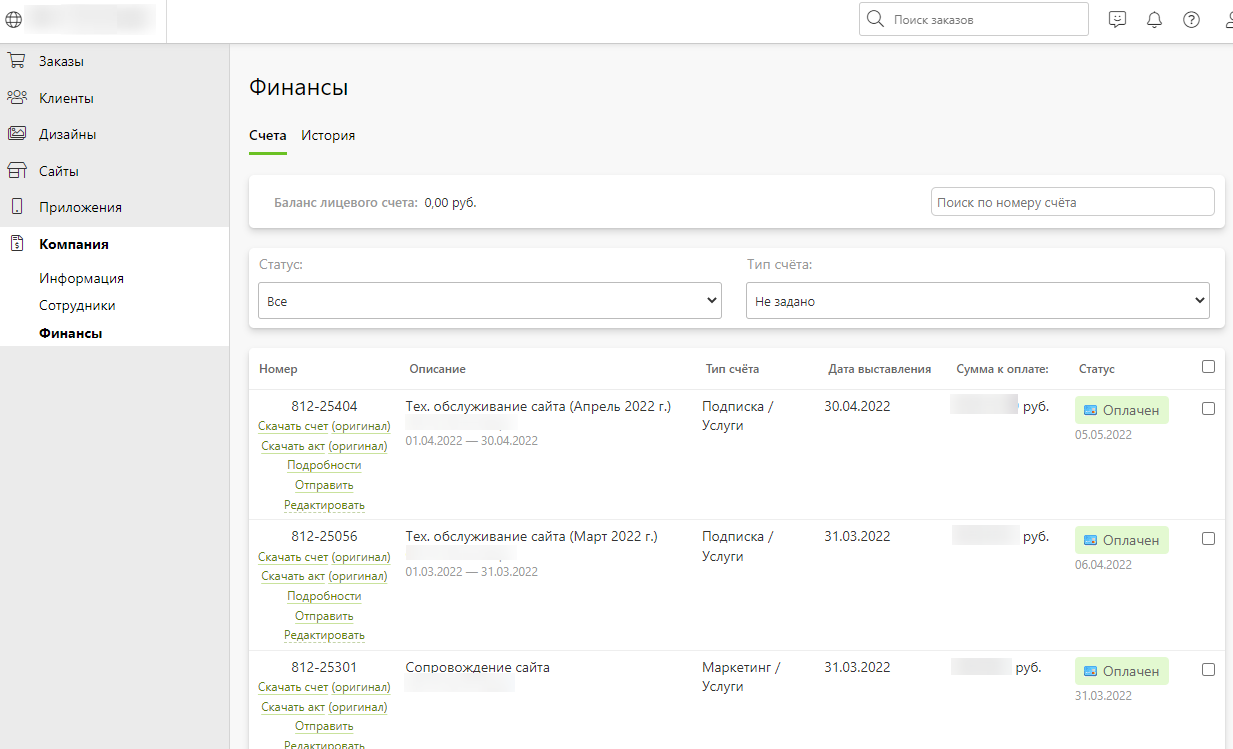 Поиск заказов
Заказы
Клиенты
Дизайны
Сайты
Приложения
Компания
Информация
Сотрудники
Финансы
Финансы
Счета История
Баланс лицевого счета: 0,00 руб.
Поиск по номеру счёта
Статус:
Все
Тип счёта:
Не задано
Номер Описание Тип счёта Дата выставления Сумма к оплате: Статус
812-25404
Скачать счет (оригинал)
Скачать акт (оригинал)
Подробности
Отправить
Редактировать
Тех. обслуживание сайта (Апрель 2022 г.)
01.04.2022 — 30.04.2022
Подписка /
Услуги
30.04.2022
руб.
Оплачен
05.05.2022
812-25056
Скачать счет (оригинал)
Скачать акт (оригинал)
Подробности
Отправить
Редактировать
Тех. обслуживание сайта (Март 2022 г.)
01.03.2022 — 31.03.2022
Подписка /
Услуги
31.03.2022
руб.
Оплачен
06.04.2022
812-25301
Скачать счет (оригинал)
Скачать акт (оригинал)
Отправить
Редактировать
Сопровождение сайта
Маркетинг /
Услуги
31.03.2022
руб.
Оплачен
31.03.2022